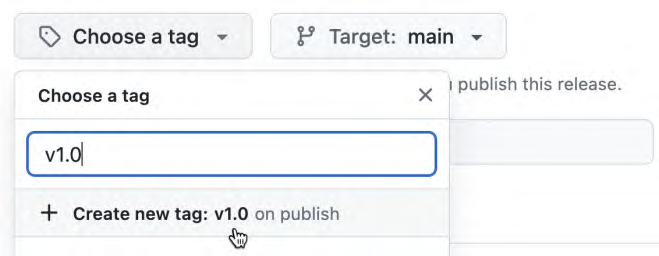 Choose a tag
Target: main
publish this release.
Choose a tag
v1.0
Create new tag: v1.0 on publish